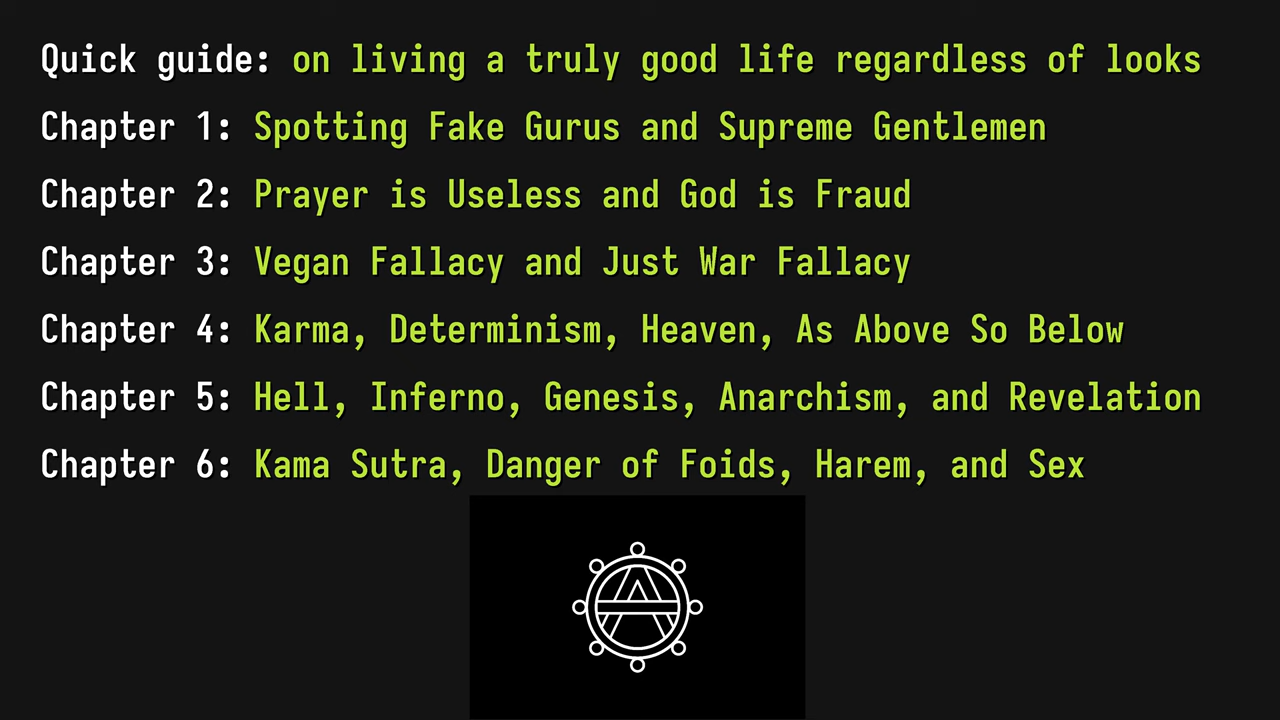 Quick guide: on living a truly good life regardless of looks
Chapter 1: Spotting Fake Gurus and Supreme Gentlemen
Chapter 2: Prayer is Useless and God is Fraud
Chapter 3: Vegan Fallacy and Just War Fallacy
Chapter 4: Karma, Determinism, Heaven, As Above So Below
Chapter 5: Hell, Inferno, Genesis, Anarchism, and Revelation
Chapter 6: Kama Sutra, Danger of Foids, Harem, and Sex